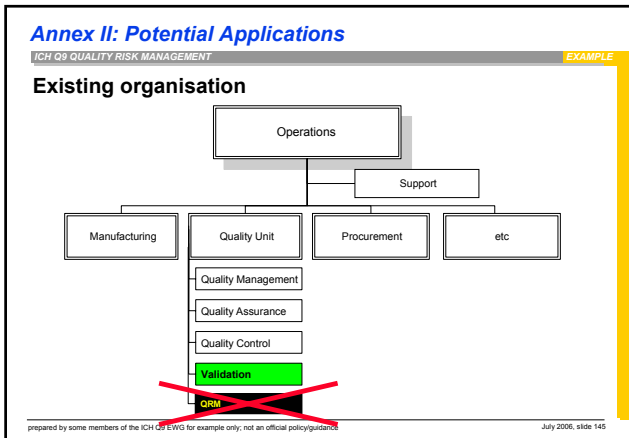 Annex II: Potential Applications
ICH Q9 QUALITY RISK MANAGEMENT
EXAMPLE
Existing organisation
Operations
Support
Manufacturing
Quality Unit
Procurement
etc
Quality Management
Quality Assurance
Quality Control
Validation
QRM
prepared by some members of the ICH Q9 EWG for example only; not an official policy/guidance
July 2006, slide 145